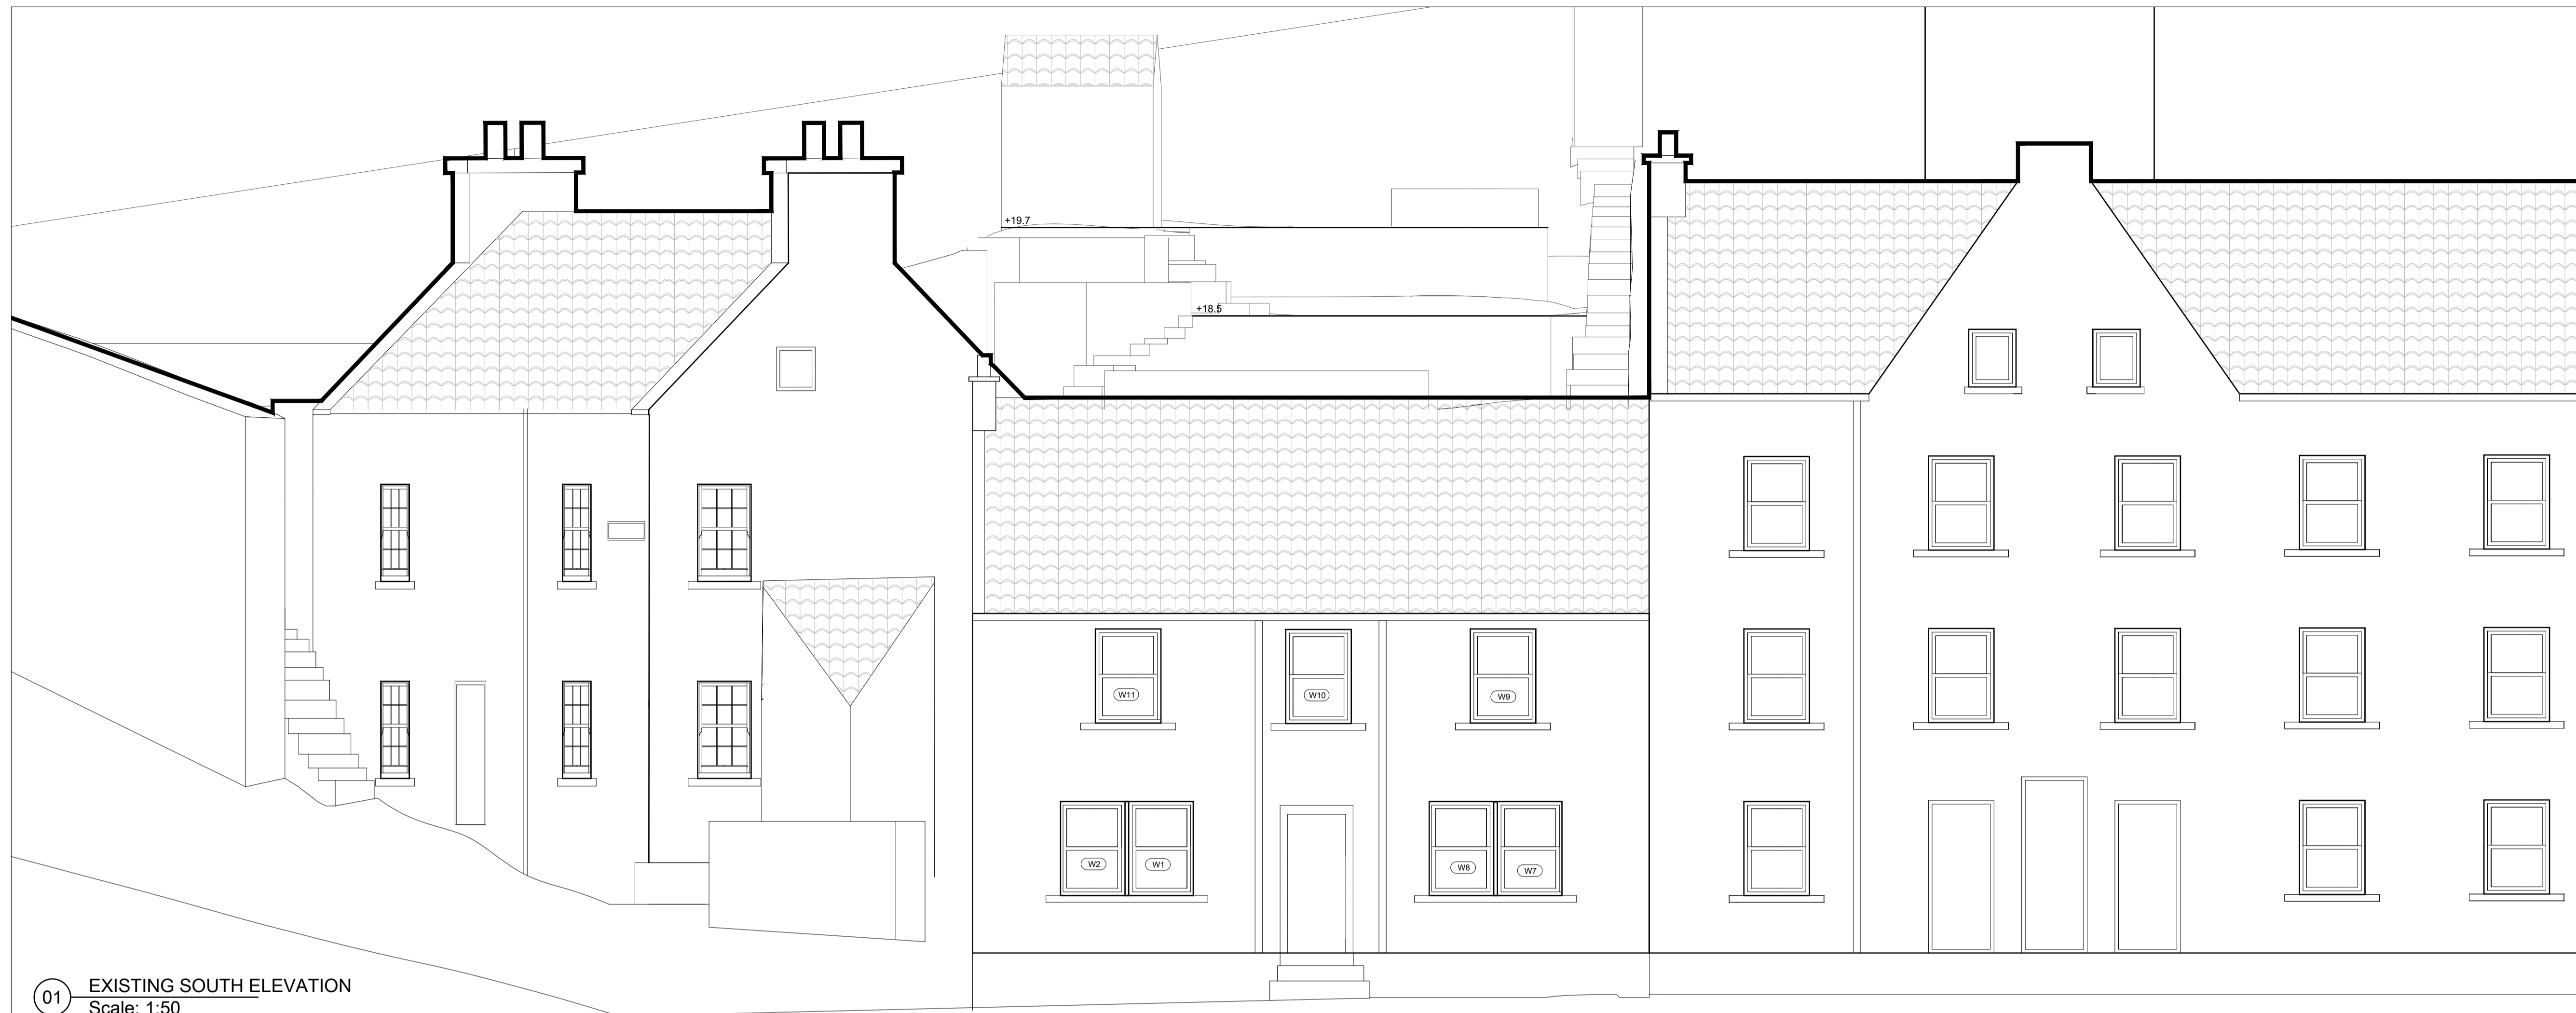 +19.7
+18.5
W11
W10
W9
W2
W1
W8
W7
01
EXISTING SOUTH ELEVATION
Scale: 1:50